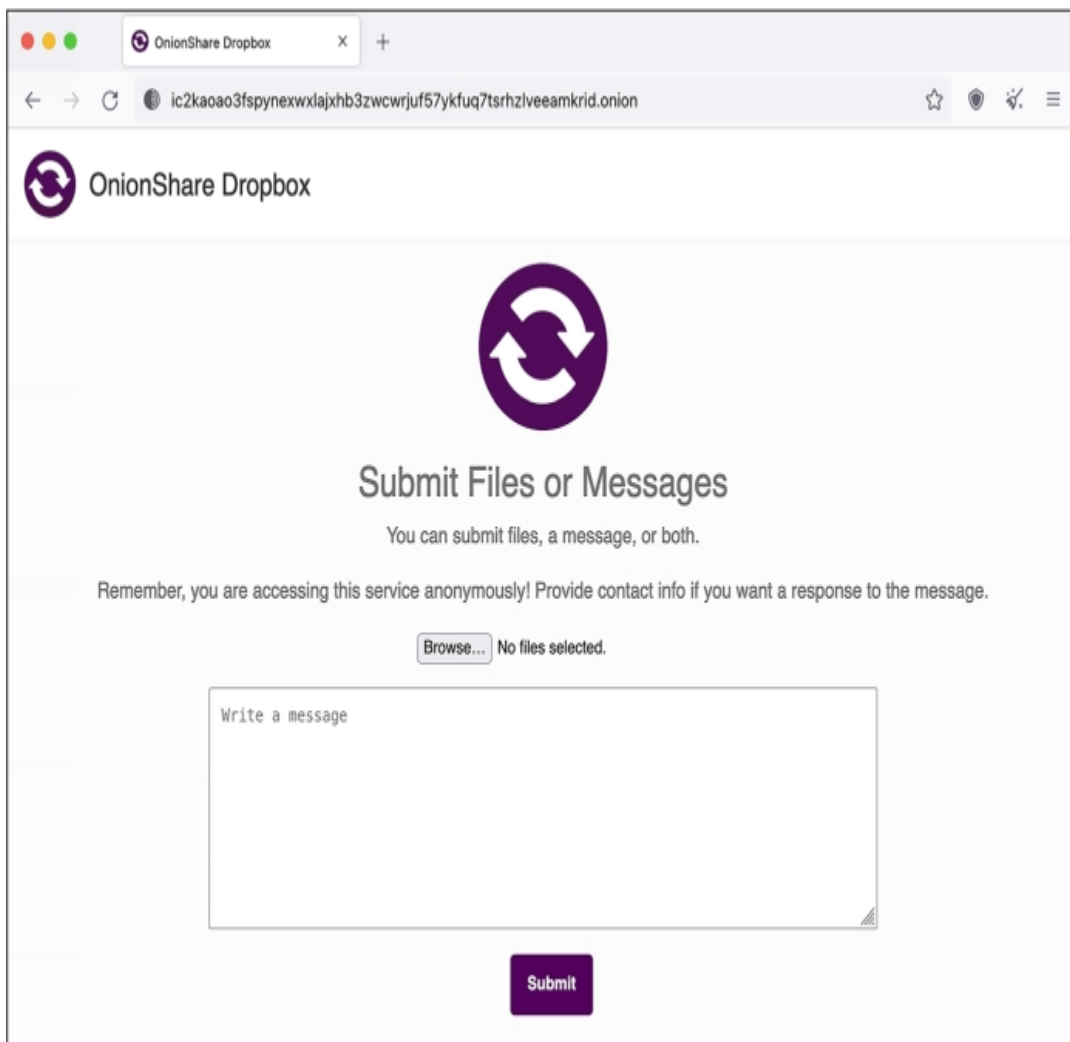 OnionShare Dropbox
ic2kaoao3fspynexwxlajxhb3zwcwrjuf57ykfuq7tsrhzlveeamkrid.onion
OnionShare Dropbox
Submit Files or Messages
You can submit files, a message, or both.
Remember, you are accessing this service anonymously! Provide contact info if you want a response to the message.
Browse... No files selected.
Write a message
Submit